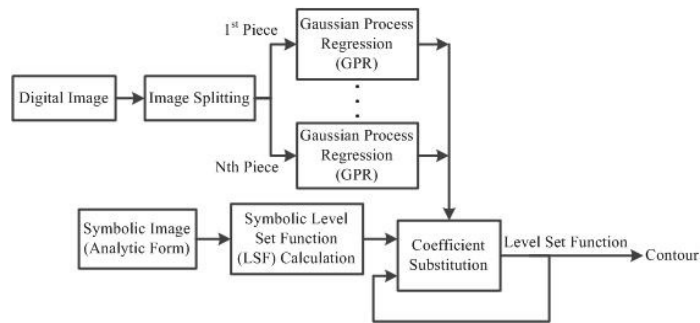 1st Piece
Gaussian Process
Regression
(GPR)
Digital Image
Image Splitting
Nth Piece
Gaussian Process
Regression
(GPR)
Symbolic Image
(Analytic Form)
Symbolic Level
Set Function
(LSF) Calculation
Coefficient
Substitution
Level Set Function
Contour